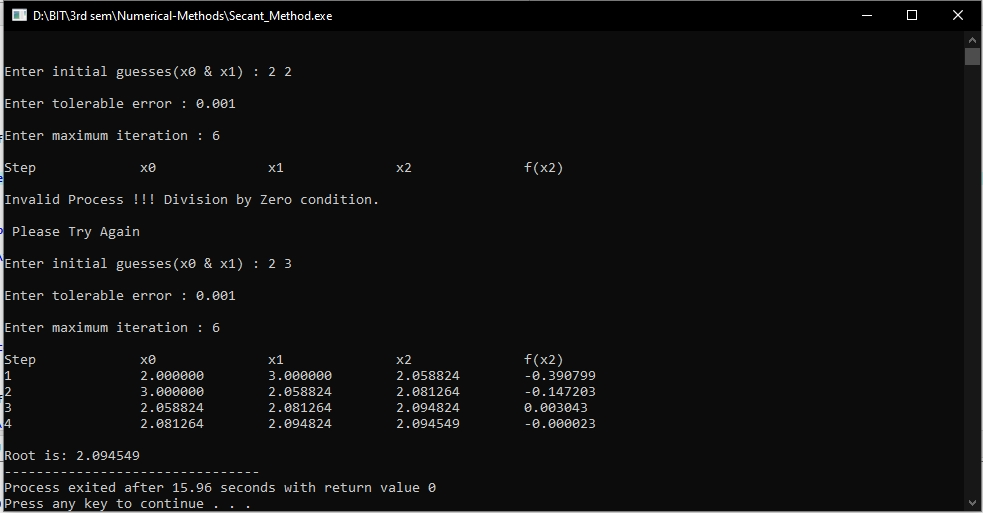 D:\BIT\3rd sem\Numerical-Methods\Secant_Method.exe
Enter initial guesses(x0 & x1) : 2 2
Enter tolerable error : 0.001
Enter maximum iteration : 6
Step x0 x1 x2 f(x2)
Invalid Process !!! Division by Zero condition.
Please Try Again
Enter initial guesses(x0 & x1) : 2 3
Enter tolerable error : 0.001
Enter maximum iteration : 6
Step x0 x1 x2 f(x2)
1 2.000000 3.000000 2.058824 -0.390799
2 3.000000 2.058824 2.081264 -0.147203
3 2.058824 2.081264 2.094824 0.003043
4 2.081264 2.094824 2.094549 -0.000023
Root is: 2.094549
--------------------------------
Process exited after 15.96 seconds with return value 0
Press any key to continue . . .